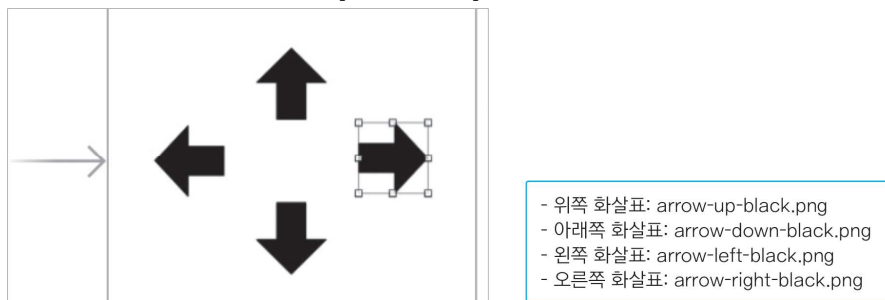 - 위쪽 화살표: arrow-up-black.png
- 아래쪽 화살표: arrow-down-black.png
- 왼쪽 화살표: arrow-left-black.png
- 오른쪽 화살표: arrow-right-black.png